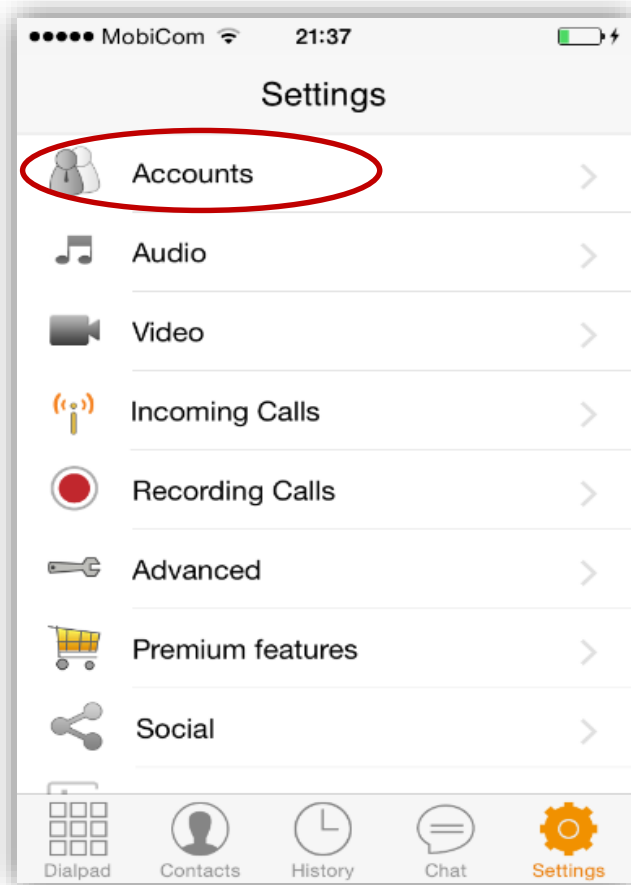 MobiCom 21:37
Settings
Accounts
Audio
Video
Incoming Calls
Recording Calls
Advanced
Premium features
Social
Dialpad Contacts History Chat Settings